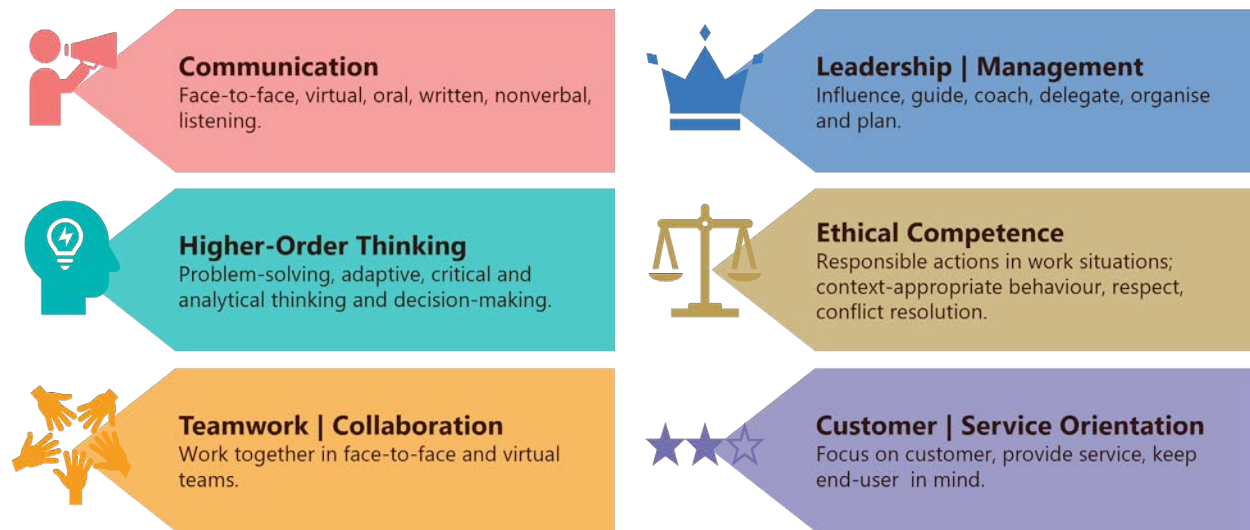 Communication
Face-to-face, virtual, oral, written, nonverbal,
listening.
Higher-Order Thinking
Problem-solving, adaptive, critical and
analytical thinking and decision-making.
Teamwork | Collaboration
Work together in face-to-face and virtual
teams.
Leadership | Management
Influence, guide, coach, delegate, organise
and plan.
Ethical Competence
Responsible actions in work situations;
context-appropriate behaviour, respect,
conflict resolution.
Customer | Service Orientation
Focus on customer, provide service, keep
end-user  in mind.